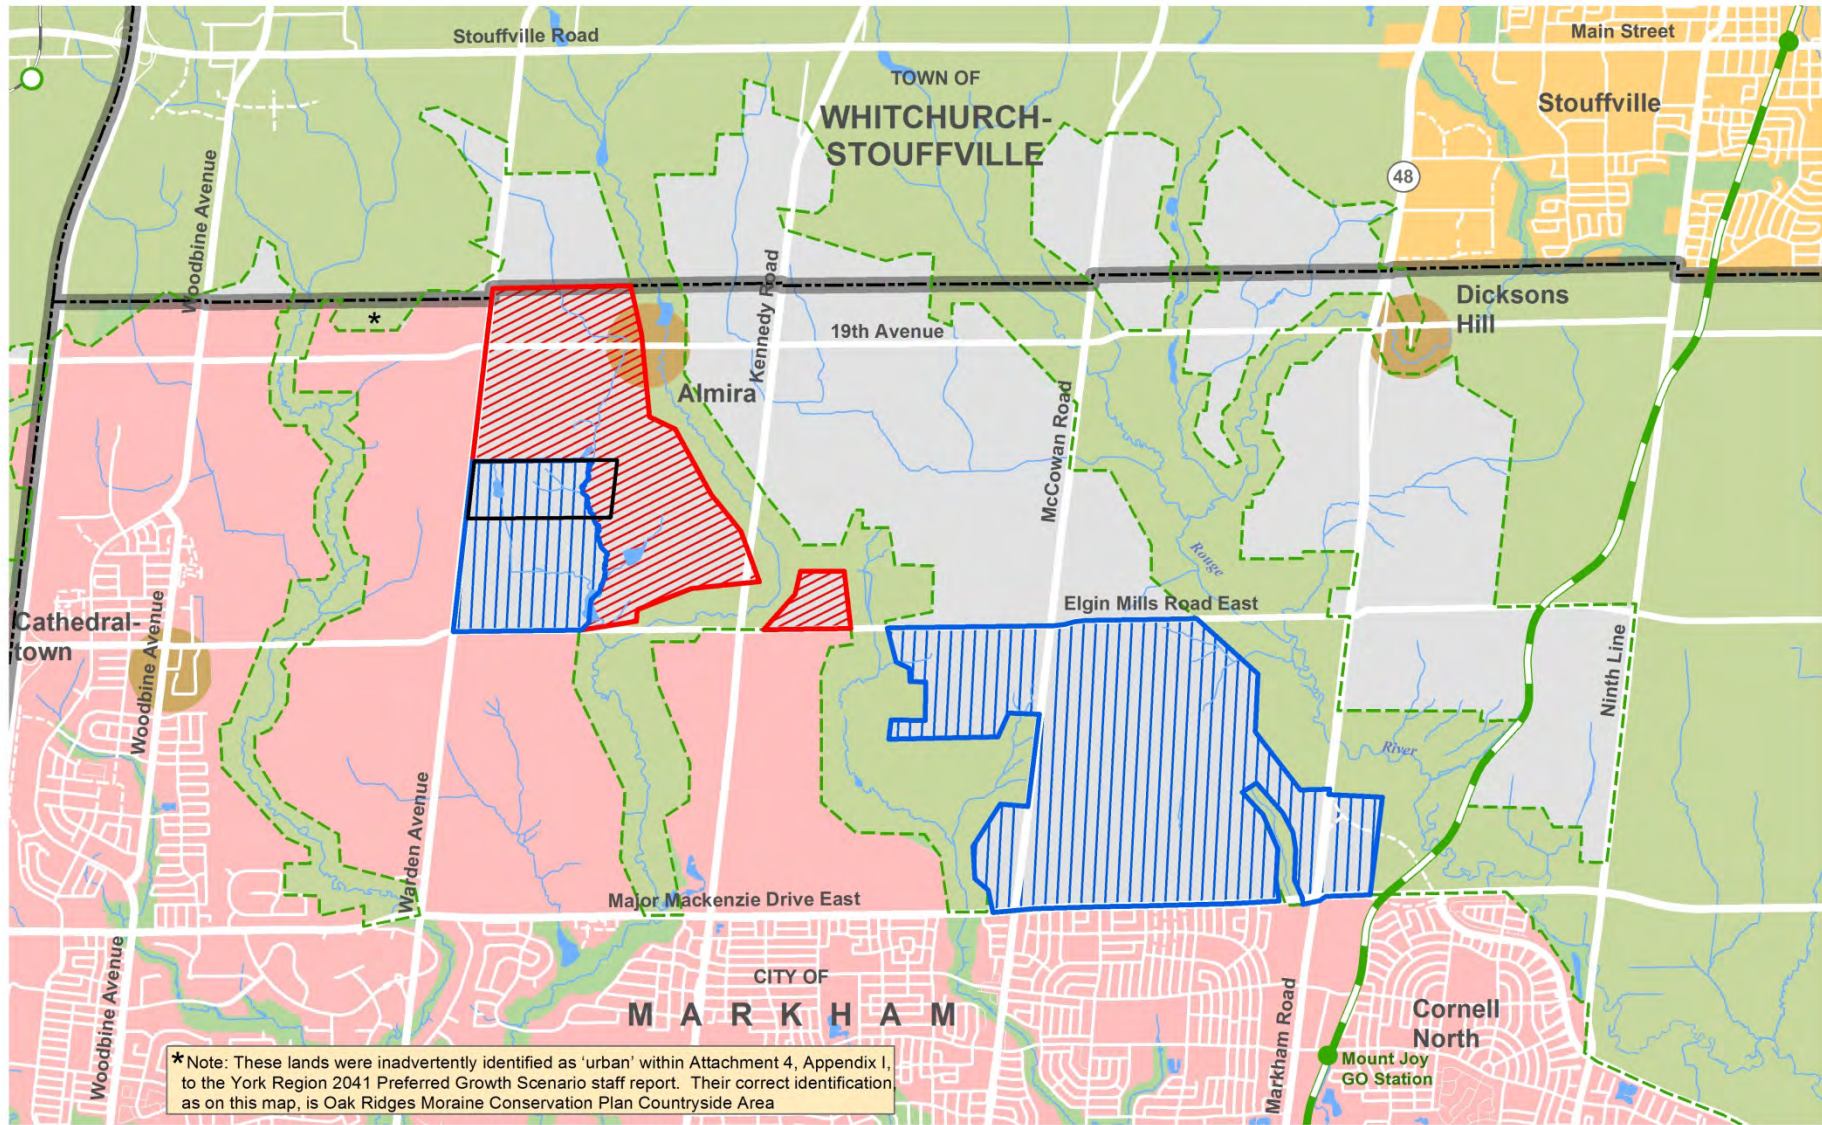 Stouffville Road
Main Street
TOWN OF
WHITCHURCH-
STOUFFVILLE
Stouffville
48
Woodbine Avenue
Kennedy Road
19th Avenue
Dicksons
Hill
*
Almira
McCowan Road
Rouge
Elgin Mills Road East
Cathedral-
town
Woodbine Avenue
Ninth Line
River
Warden Avenue
Major Mackenzie Drive East
Woodbine Avenue
CITY OF
MARKHAM
Markham Road
Cornell
North
Mount Joy
GO Station
*Note: These lands were inadvertently identified as ‘urban’ within Attachment 4, Appendix I,
to the York Region 2041 Preferred Growth Scenario staff report. Their correct identification,
as on this map, is Oak Ridges Moraine Conservation Plan Countryside Area